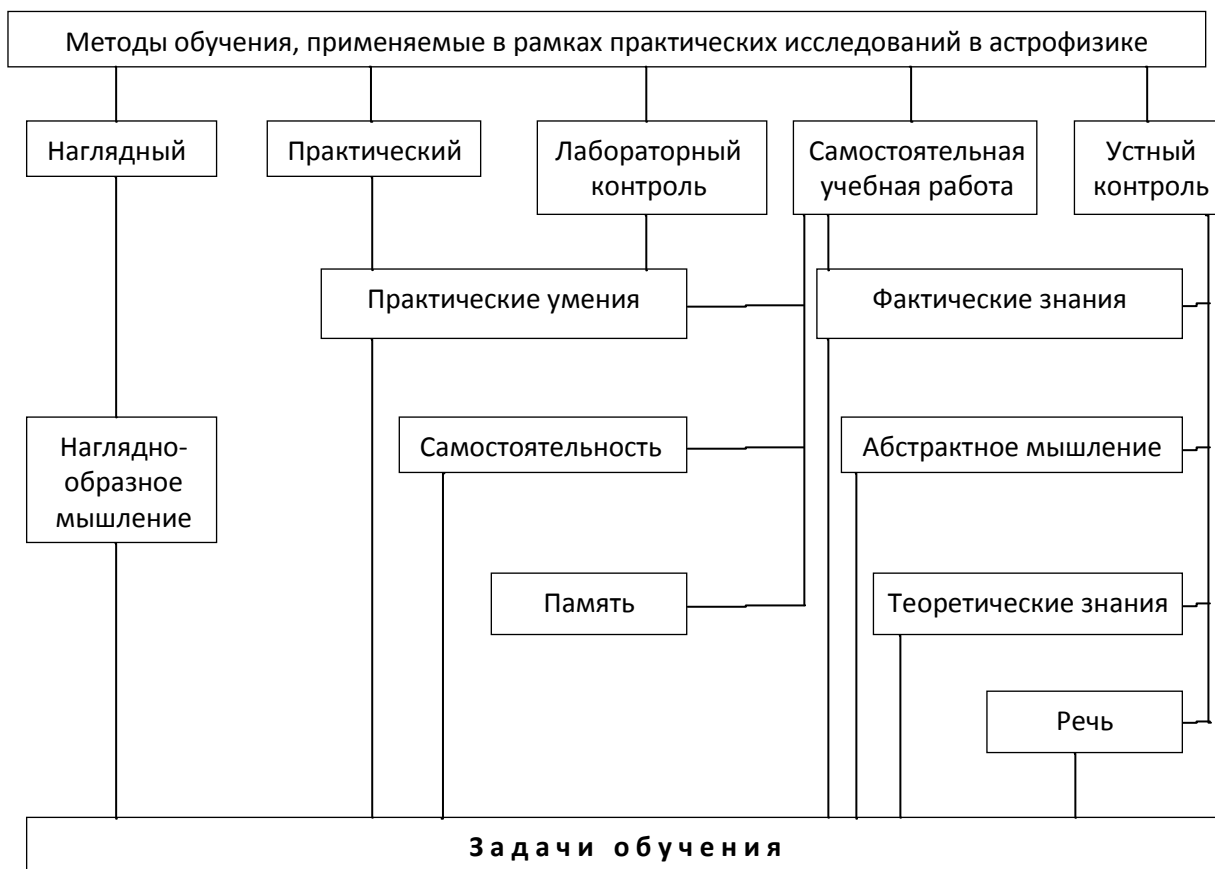 Методы обучения, применяемые в рамках практических исследований в астрофизике
Наглядный
Практический
Лабораторный
контроль
Самостоятельная
учебная работа
Устный
контроль
Практические умения
Фактические знания
Наглядно-
образное
мышление
Самостоятельность
Абстрактное мышление
Память
Теоретические знания
Речь
Задачи обучения